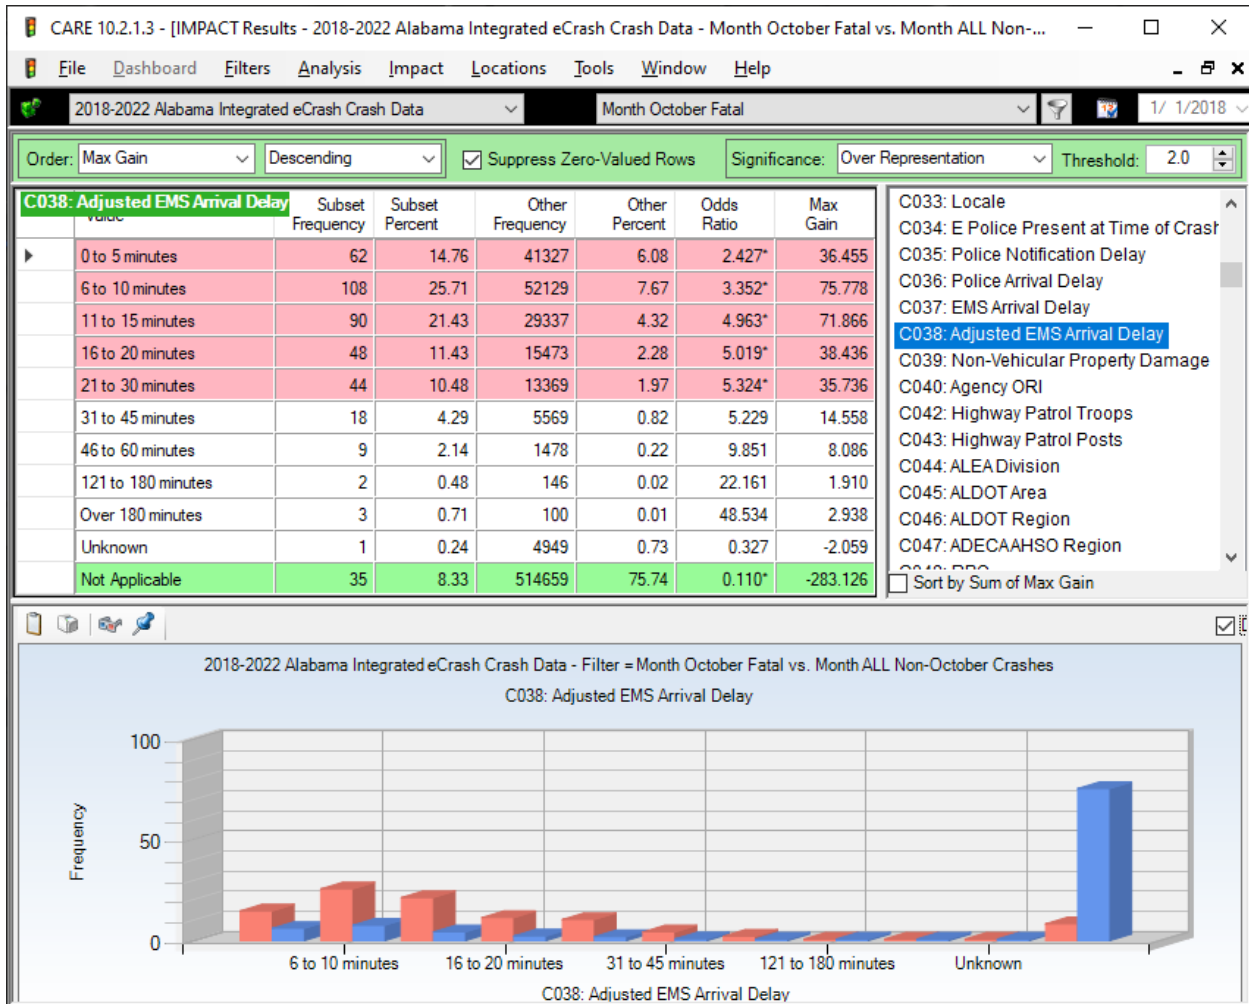 CARE 10.2.1.3 - [IMPACT Results - 2018-2022 Alabama Integrated eCrash Crash Data - Month October Fatal vs. Month ALL Non-...
File Dashboard Filters Analysis Impact Locations Tools Window Help
2018-2022 Alabama Integrated eCrash Crash Data Month October Fatal 1/ 1/2018
Order: Max Gain Descending Suppress Zero-Valued Rows Significance: Over Representation Threshold: 2.0
C038: Adjusted EMS Arrival Delay
Value Subset Frequency Subset Percent Other Frequency Other Percent Odds Ratio Max Gain
0 to 5 minutes 62 14.76 41327 6.08 2.427* 36.455
6 to 10 minutes 108 25.71 52129 7.67 3.352* 75.778
11 to 15 minutes 90 21.43 29337 4.32 4.963* 71.866
16 to 20 minutes 48 11.43 15473 2.28 5.019* 38.436
21 to 30 minutes 44 10.48 13369 1.97 5.324* 35.736
31 to 45 minutes 18 4.29 5569 0.82 5.229 14.558
46 to 60 minutes 9 2.14 1478 0.22 9.851 8.086
121 to 180 minutes 2 0.48 146 0.02 22.161 1.910
Over 180 minutes 3 0.71 100 0.01 48.534 2.938
Unknown 1 0.24 4949 0.73 0.327 -2.059
Not Applicable 35 8.33 514659 75.74 0.110* -283.126
C033: Locale
C034: E Police Present at Time of Crash
C035: Police Notification Delay
C036: Police Arrival Delay
C037: EMS Arrival Delay
C038: Adjusted EMS Arrival Delay
C039: Non-Vehicular Property Damage
C040: Agency ORI
C042: Highway Patrol Troops
C043: Highway Patrol Posts
C044: ALEA Division
C045: ALDOT Area
C046: ALDOT Region
C047: ADECAAHSO Region
Sort by Sum of Max Gain
2018-2022 Alabama Integrated eCrash Crash Data - Filter = Month October Fatal vs. Month ALL Non-October Crashes
C038: Adjusted EMS Arrival Delay
100
50
0
Frequency
6 to 10 minutes 16 to 20 minutes 31 to 45 minutes 121 to 180 minutes Unknown
C038: Adjusted EMS Arrival Delay